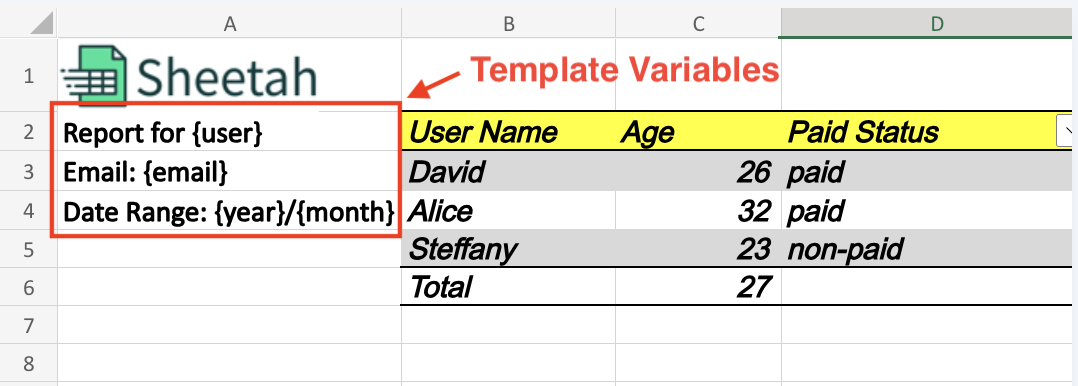 A B C D
1 Sheetah Template Variables
2 Report for {user} User Name Age Paid Status
3 Email: {email} David 26 paid
4 Date Range: {year}/{month} Alice 32 paid
5 Steffany 23 non-paid
6 Total 27
7
8